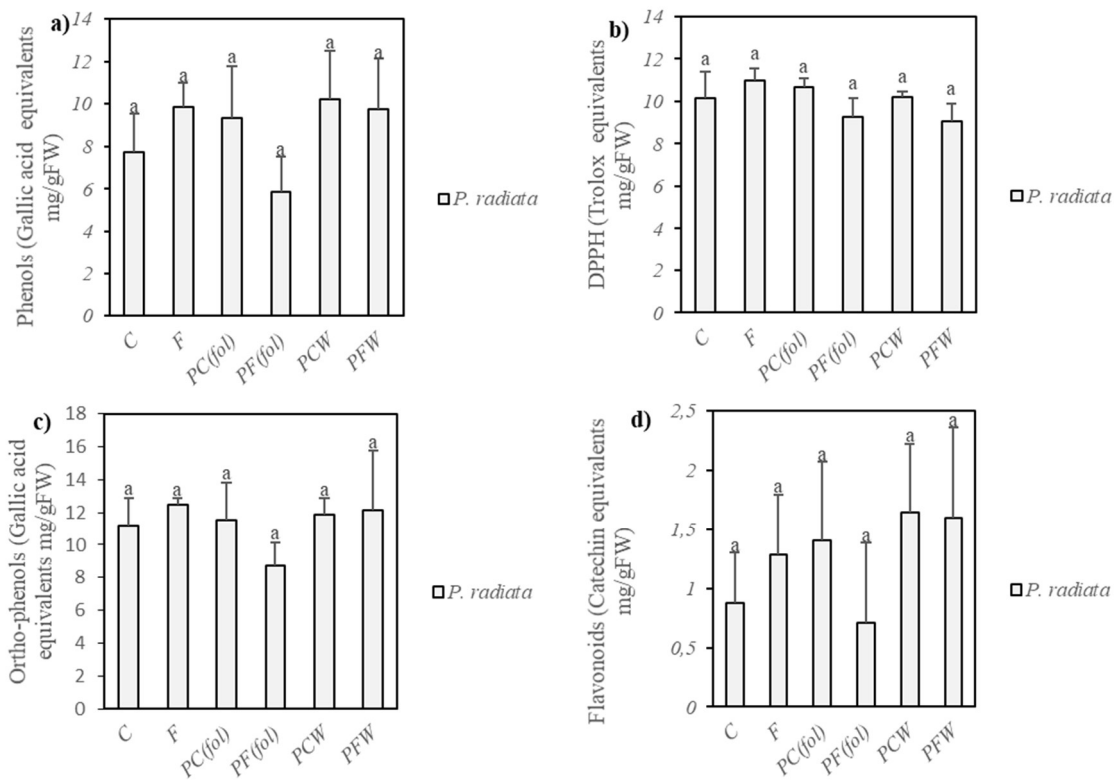 a)
Phenols (Gallic acid equivalents
mg/gFW)
14
12
10
8
6
4
2
0
a
a
a
a
a
a
C
F
PC(fol)
PF(fol)
PCW
PFW
P. radiata
b)
DPPH (Trolox equivalents
mg/gFW)
14
12
10
8
6
4
2
0
a
a
a
a
a
a
C
F
PC(fol)
PF(fol)
PCW
PFW
P. radiata
c)
Ortho-phenols (Gallic acid
equivalents mg/gFW)
18
16
14
12
10
8
6
4
2
0
a
a
a
a
a
a
C
F
PC(fol)
PF(fol)
PCW
PFW
P. radiata
d)
Flavonoids (Catechin equivalents
mg/gFW)
2,5
2
1,5
1
0,5
0
a
a
a
a
a
a
C
F
PC(fol)
PF(fol)
PCW
PFW
P. radiata